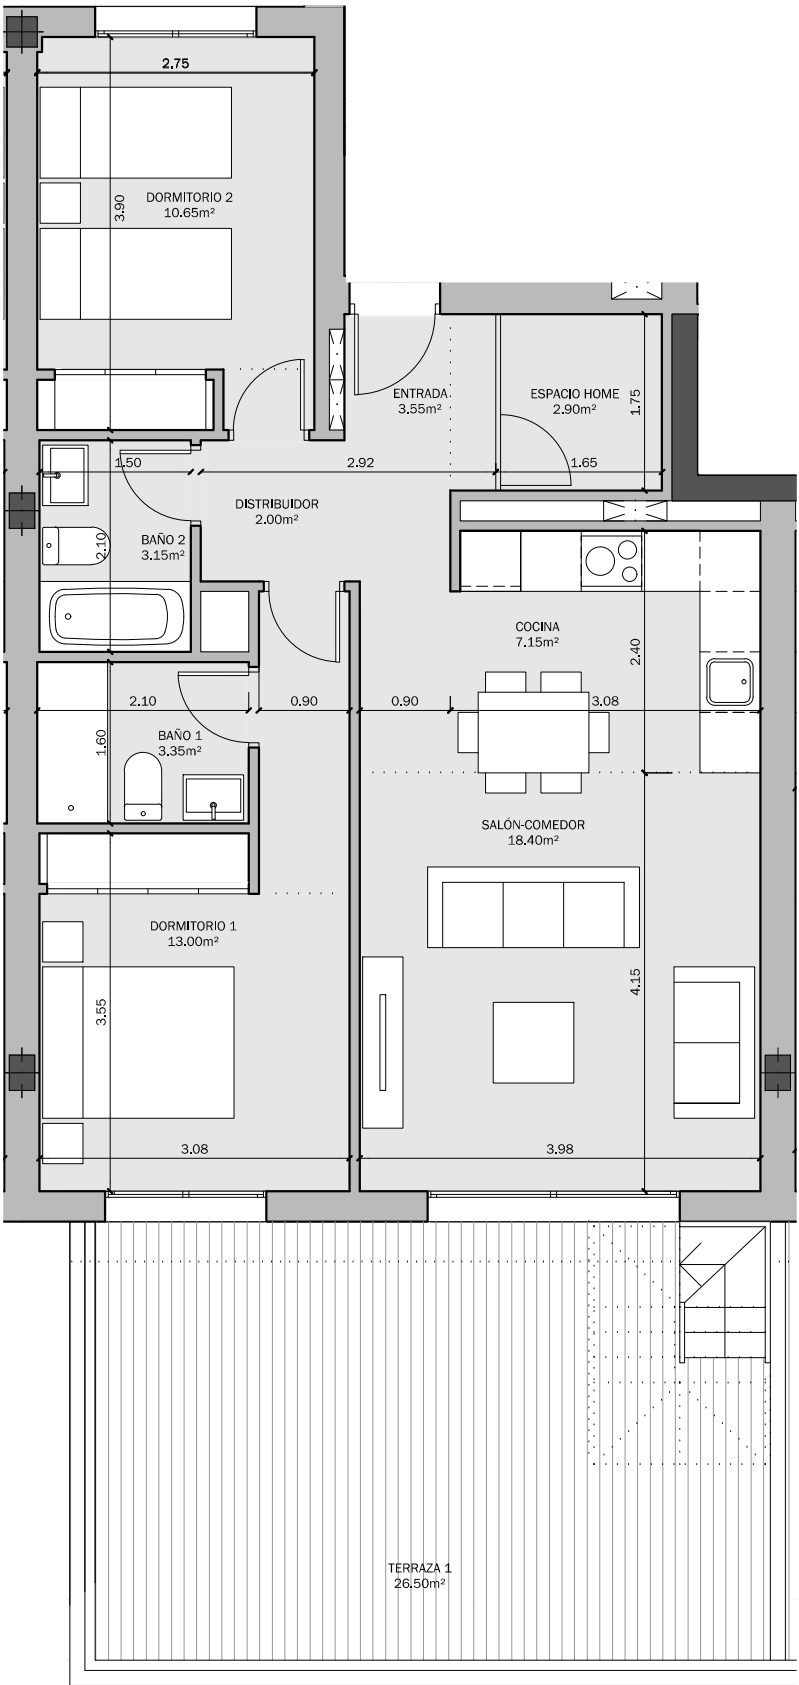 2.75
DORMITORIO 2
10.65m²
3.90
ENTRADA
3.55m²
ESPACIO HOME
2.90m²
1.75
1.50
2.92
1.65
DISTRIBUIDOR
2.00m²
BAÑO 2
3.15m²
2.10
COCINA
7.15m²
2.40
2.10
0.90
0.90
3.08
BAÑO 1
3.35m²
1.60
SALÓN-COMEDOR
18.40m²
DORMITORIO 1
13.00m²
3.55
4.15
3.08
3.98
TERRAZA 1
26.50m²